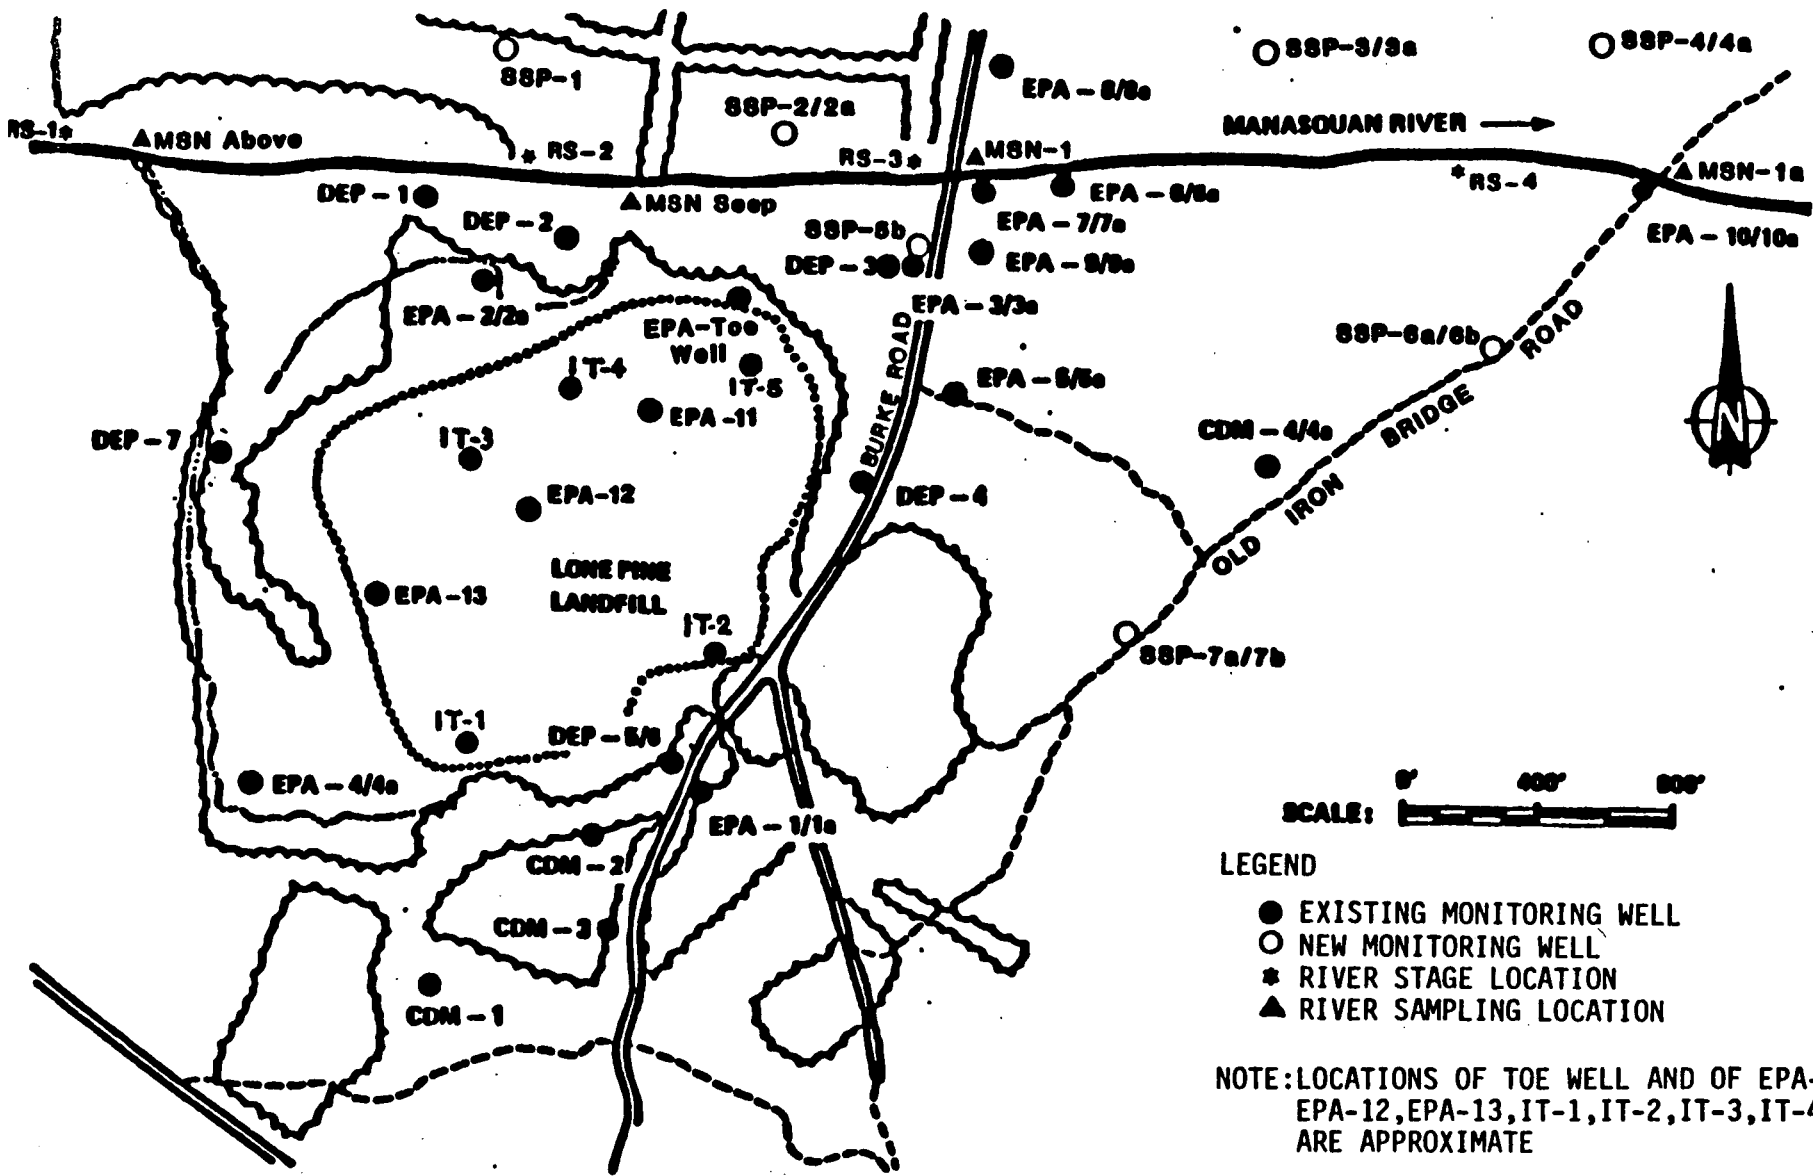 SSP-1
SSP-2/2a
SSP-3/3a
SSP-4/4a
EPA - 8/8a
MANASQUAN RIVER
RS-1*
MSN Above
* RS-2
RS-3*
MSN-1
*RS-4
MSN-1a
DEP - 1
MSN Seep
EPA - 6/6a
DEP - 2
EPA - 7/7a
EPA - 10/10a
SSP-5b
DEP - 3
EPA - 9/9a
EPA - 2/2a
EPA - 3/3a
EPA-Toe
Well
SSP-6a/6b
IT-4
IT-5
EPA - 5/5a
EPA-11
BURKE ROAD
DEP - 7
IT-3
CDM - 4/4a
OLD IRON BRIDGE ROAD
N
EPA-12
DEP - 4
LONE PINE
LANDFILL
EPA-13
IT-2
SSP-7a/7b
IT-1
DEP - 5/6
EPA - 4/4a
EPA - 1/1a
CDM - 2
CDM - 3
CDM - 1
0' 400' 800'
SCALE:
LEGEND
EXISTING MONITORING WELL
NEW MONITORING WELL
* RIVER STAGE LOCATION
RIVER SAMPLING LOCATION
NOTE:LOCATIONS OF TOE WELL AND OF EPA-
EPA-12,EPA-13,IT-1,IT-2,IT-3,IT-4
ARE APPROXIMATE